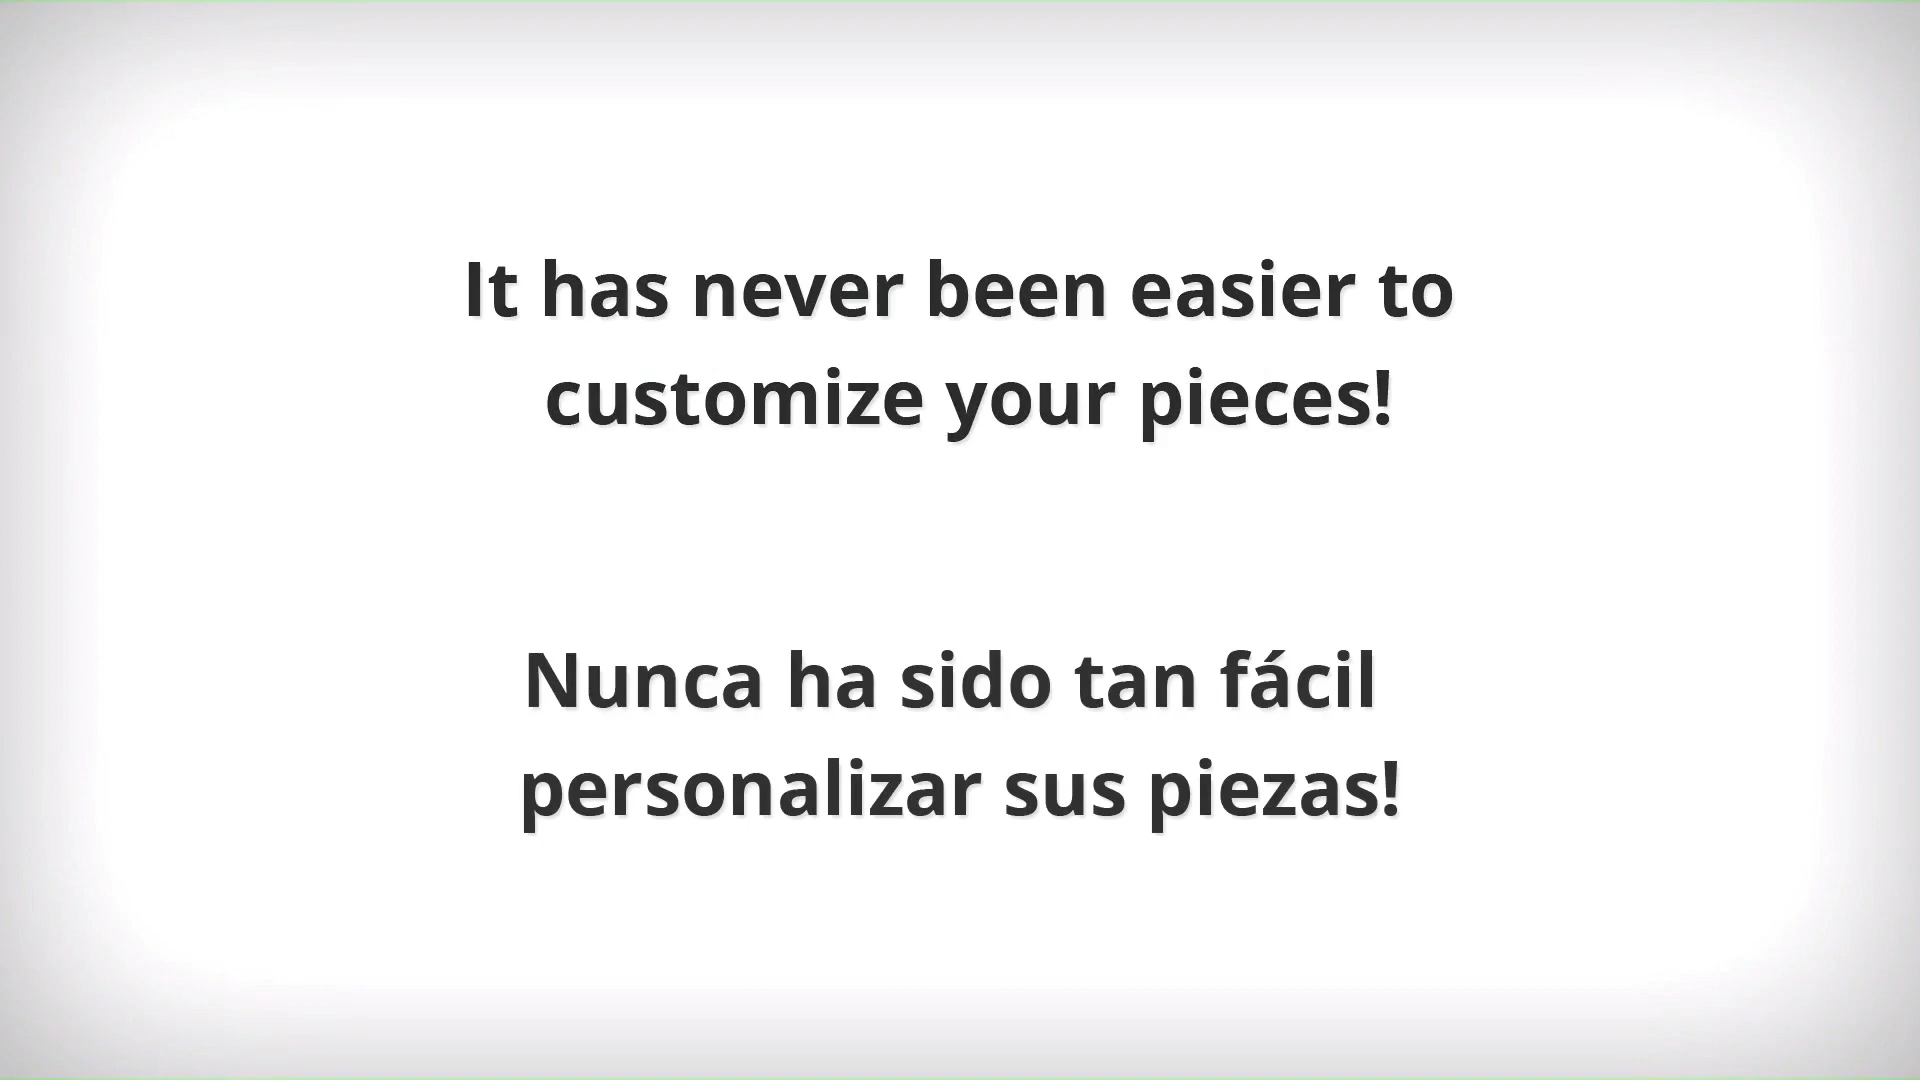 It has never been easier to
customize your pieces!
Nunca ha sido tan fácil
personalizar sus piezas!